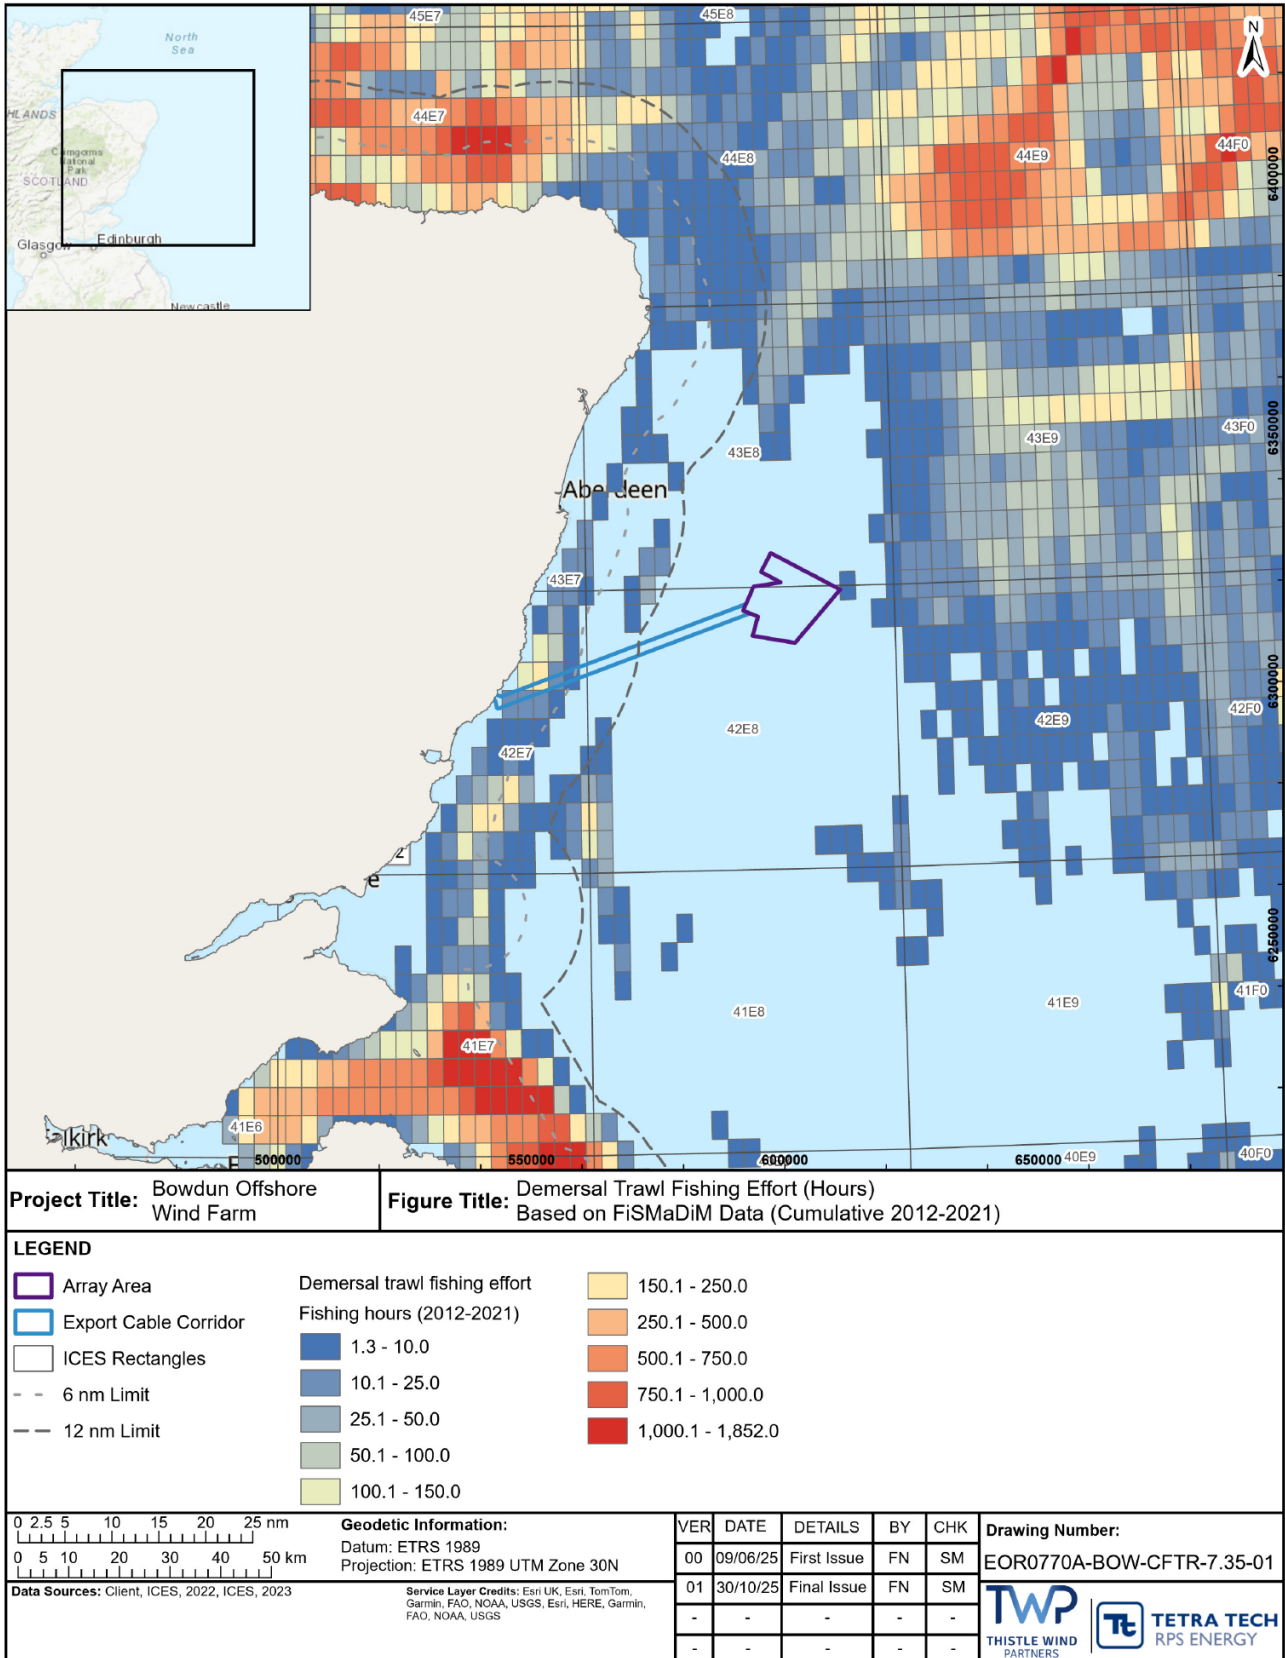 North
Sea
HLANDS
Cairngorms
National
Park
SCOTLAND
Glasgow
Edinburgh
Newcastle
45E7
45E8
N
44E7
44E8
44E9
44F0
6400000
43E8
43E9
43F0
6350000
Aberdeen
43E7
42E7
42E8
42E9
42F0
6300000
2
e
6250000
41E7
41E8
41E9
41F0
41E6
lkirk
500000
550000
600000
650000
40E9
40F0
Project Title: Bowdun Offshore
Wind Farm
Figure Title: Demersal Trawl Fishing Effort (Hours)
Based on FiSMaDiM Data (Cumulative 2012-2021)
LEGEND
Array Area
Export Cable Corridor
ICES Rectangles
6 nm Limit
12 nm Limit
Demersal trawl fishing effort
Fishing hours (2012-2021)
1.3 - 10.0
10.1 - 25.0
25.1 - 50.0
50.1 - 100.0
100.1 - 150.0
150.1 - 250.0
250.1 - 500.0
500.1 - 750.0
750.1 - 1,000.0
1,000.1 - 1,852.0
0 2.5 5 10 15 20 25 nm
0 5 10 20 30 40 50 km
Geodetic Information:
Datum: ETRS 1989
Projection: ETRS 1989 UTM Zone 30N
Data Sources: Client, ICES, 2022, ICES, 2023
Service Layer Credits: Esri UK, Esri, TomTom,
Garmin, FAO, NOAA, USGS, Esri, HERE, Garmin,
FAO, NOAA, USGS
VER DATE DETAILS BY CHK
00 09/06/25 First Issue FN SM
01 30/10/25 Final Issue FN SM
- - - - -
- - - - -
Drawing Number:
EOR0770A-BOW-CFTR-7.35-01
TWP
THISTLE WIND
PARTNERS
Tt
TETRA TECH
RPS ENERGY